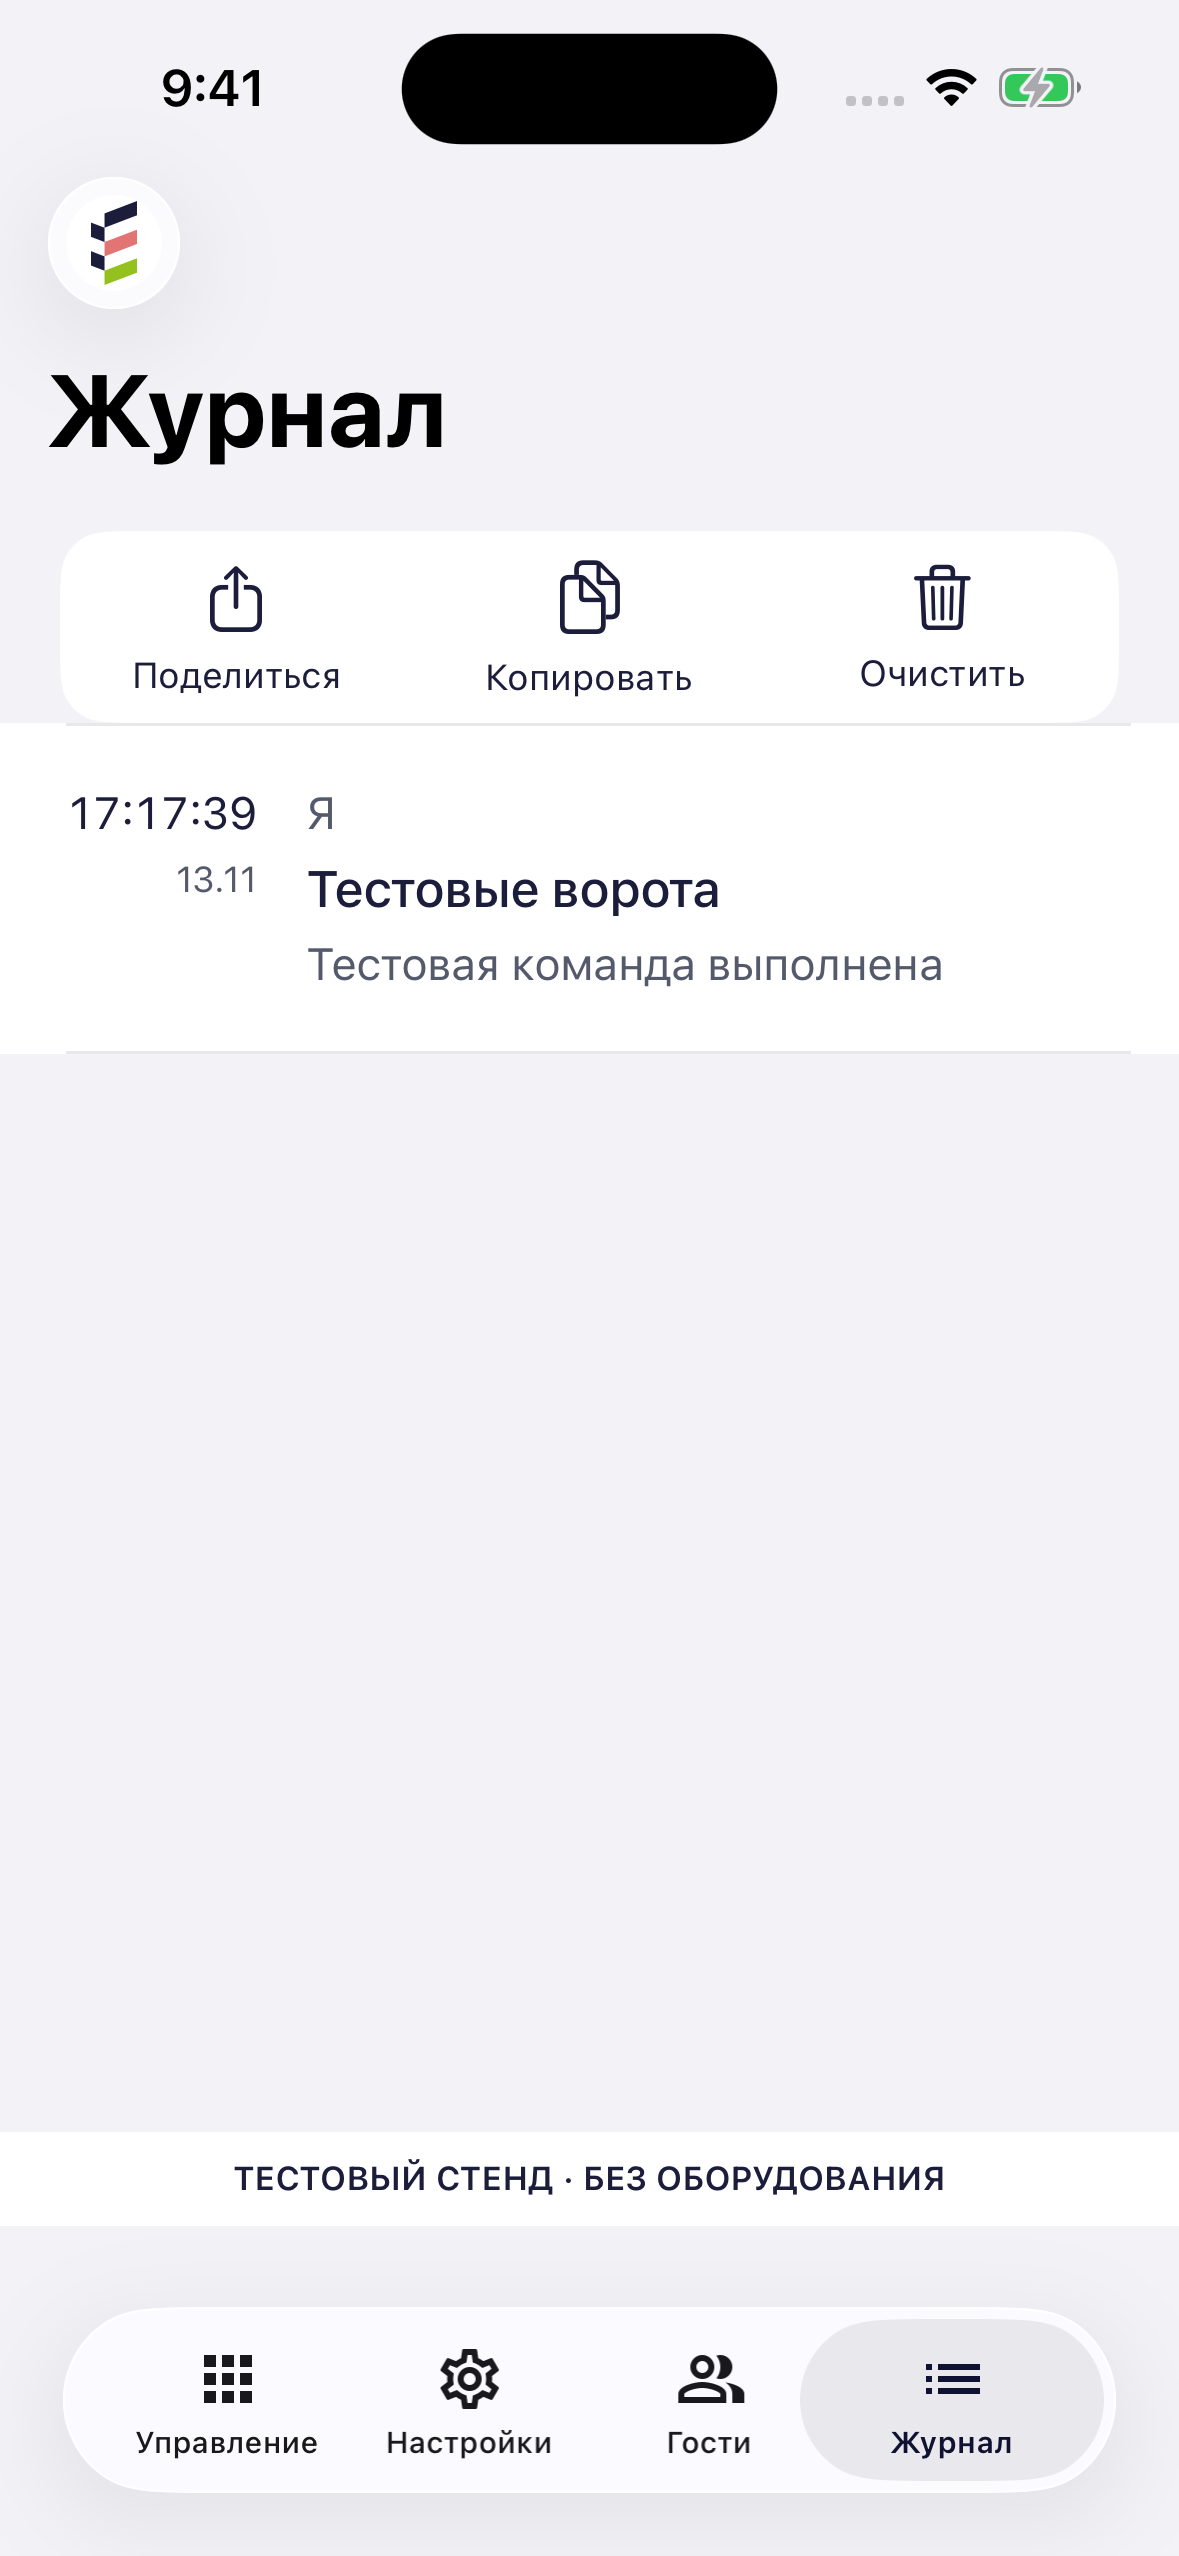 9:41
Журнал
Поделиться
Копировать
Очистить
17:17:39 Я
13.11 Тестовые ворота
Тестовая команда выполнена
ТЕСТОВЫЙ СТЕНД · БЕЗ ОБОРУДОВАНИЯ
Управление
Настройки
Гости
Журнал